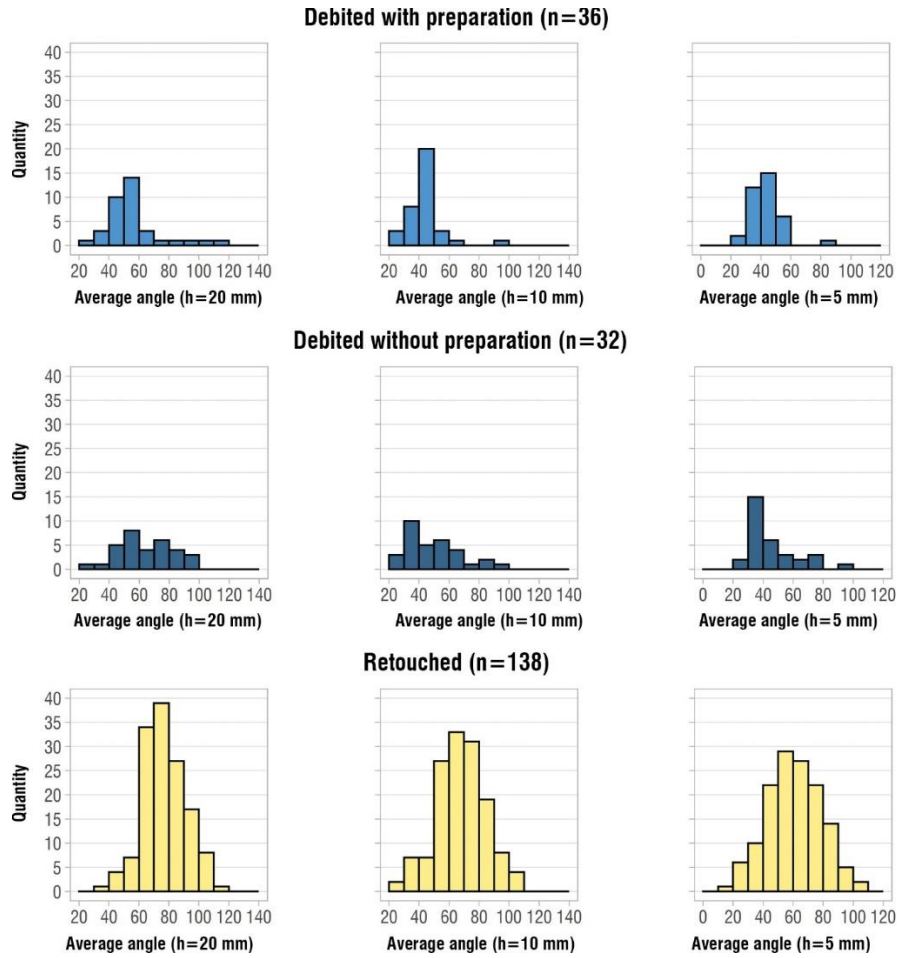 Debited with preparation (n=36)
40
35
30
25
20
15
10
5
0
Quantity
20 40 60 80 100 120 140
20 40 60 80 100 120 140
0 20 40 60 80 100 120
Average angle (h=20 mm)
Average angle (h=10 mm)
Average angle (h=5 mm)
Debited without preparation (n=32)
40
35
30
25
20
15
10
5
0
Quantity
20 40 60 80 100 120 140
20 40 60 80 100 120 140
0 20 40 60 80 100 120
Average angle (h=20 mm)
Average angle (h=10 mm)
Average angle (h=5 mm)
Retouched (n=138)
40
35
30
25
20
15
10
5
0
Quantity
20 40 60 80 100 120 140
20 40 60 80 100 120 140
0 20 40 60 80 100 120
Average angle (h=20 mm)
Average angle (h=10 mm)
Average angle (h=5 mm)